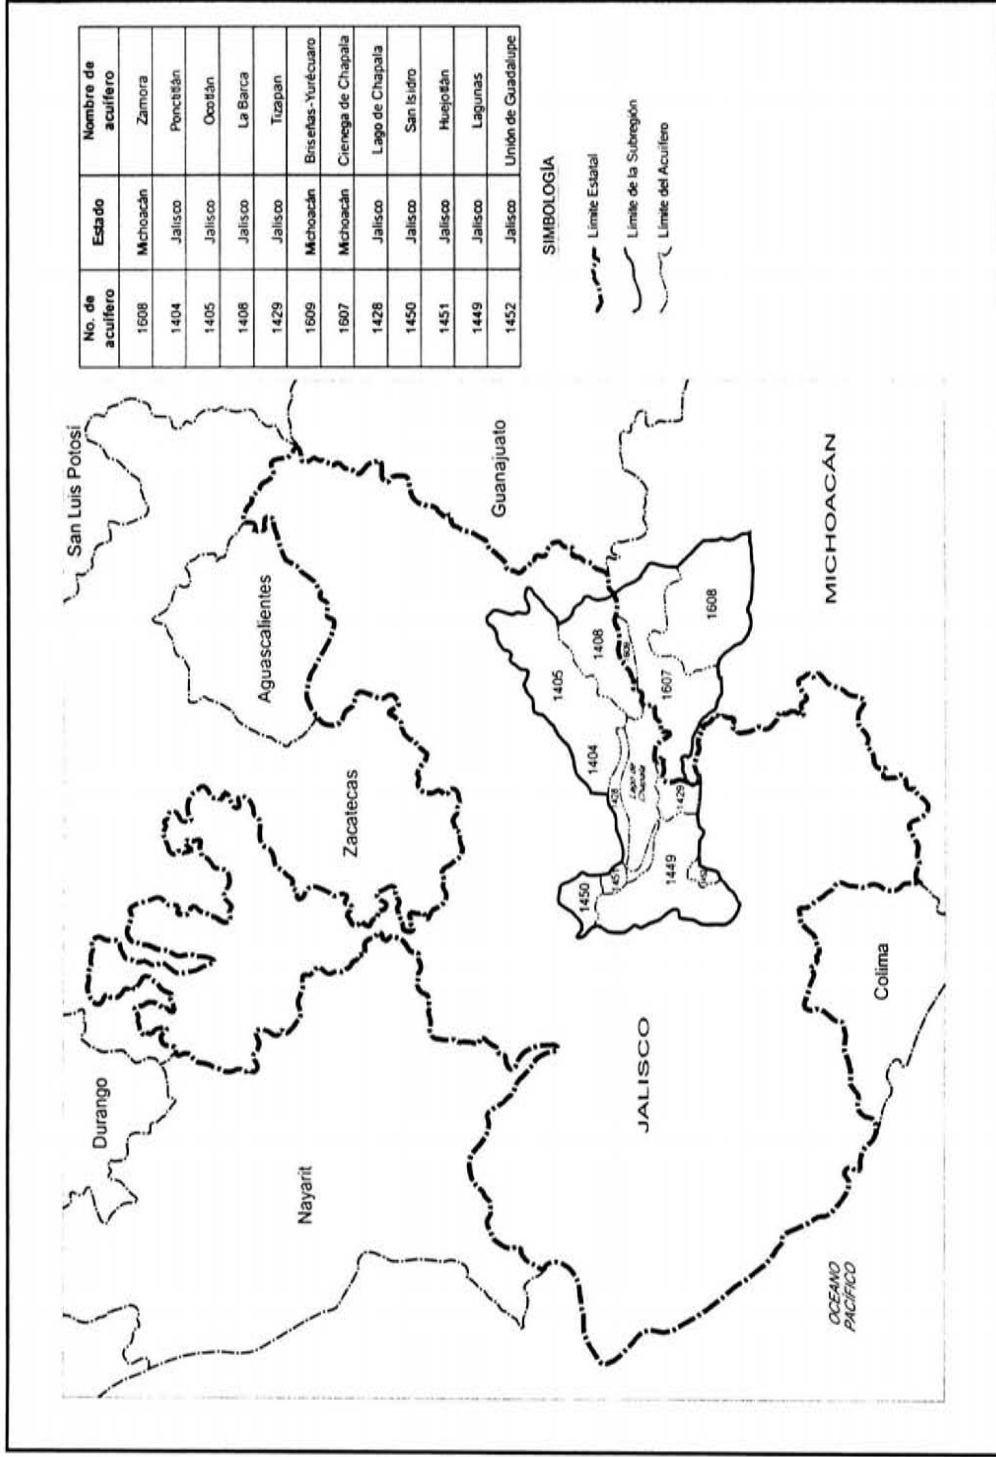 No. de acuífero Estado Nombre de acuífero
1608 Michoacán Zamora
1404 Jalisco Poncitlán
1405 Jalisco Ocotlán
1408 Jalisco La Barca
1429 Jalisco Tizapan
1609 Michoacán Briseñas-Yurécuaro
1607 Michoacán Cienega de Chapala
1428 Jalisco Lago de Chapala
1450 Jalisco San Isidro
1451 Jalisco Huejotlán
1449 Jalisco Lagunas
1452 Jalisco Unión de Guadalupe
SIMBOLOGÍA
Límite Estatal
Límite de la Subregión
Límite del Acuífero
San Luis Potosí
Durango
Zacatecas
Aguascalientes
Nayarit
Guanajuato
JALISCO
MICHOACÁN
Colima
OCEANO
PACÍFICO
1450
1451
1404
1405
1408
1609
1428
Lago de
Chapala
1449
1429
1607
1608